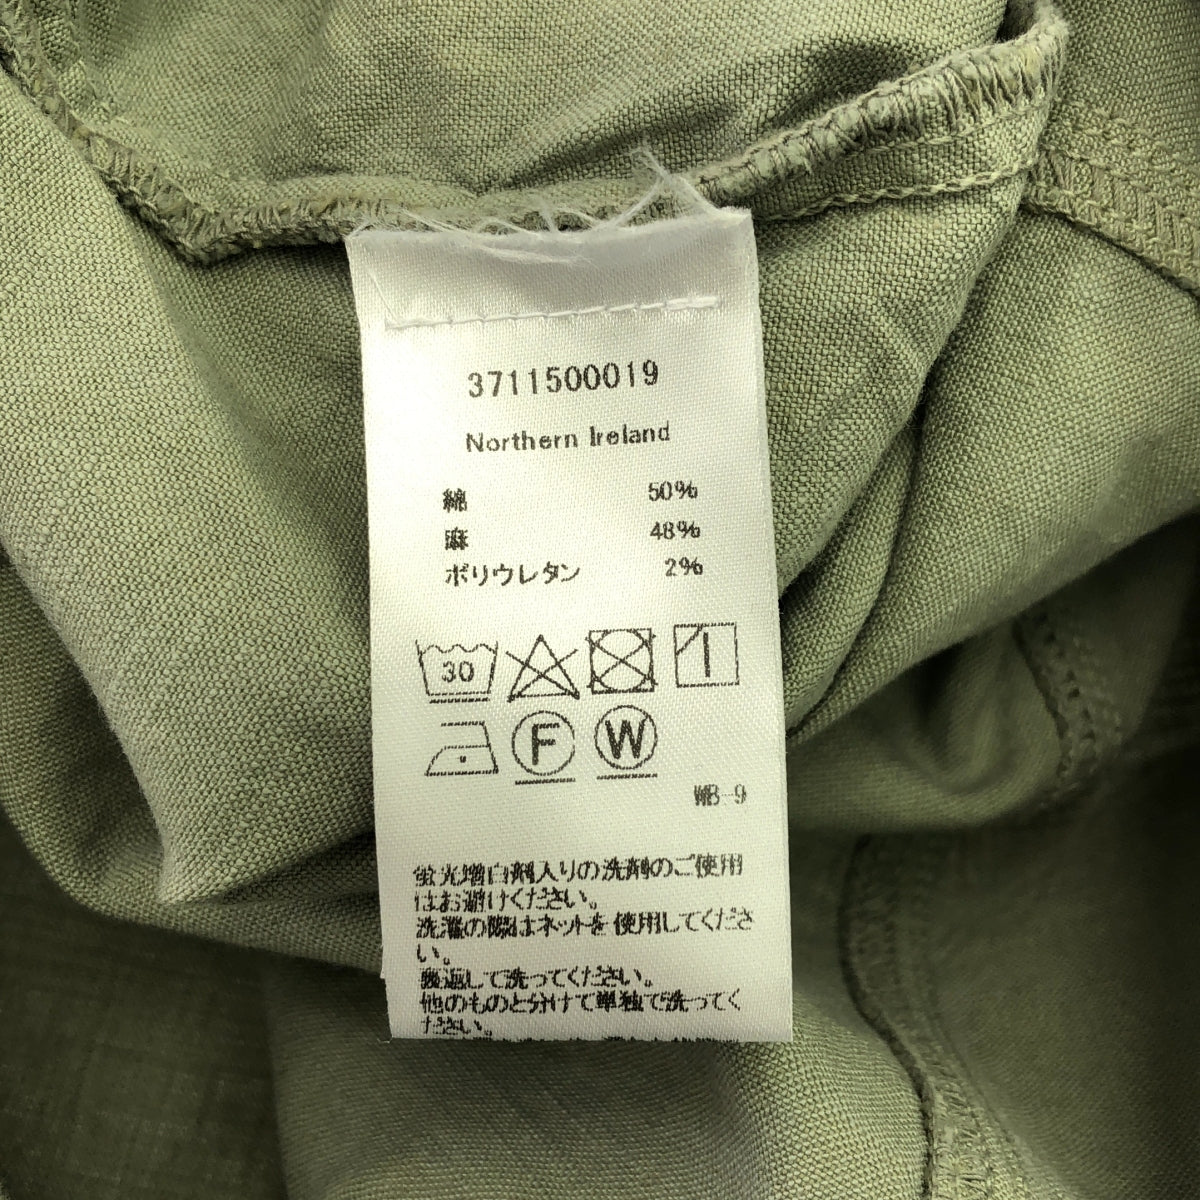 3711500019
Northern Ireland
綿 50%
麻 48%
ポリウレタン 2%
30
F W
WB-9
蛍光増白剤入りの洗剤のご使用
はお避けください。
洗濯の際はネットを使用してくださ
い。
裏返して洗ってください。
他のものと分けて単独で洗ってく
ださい。